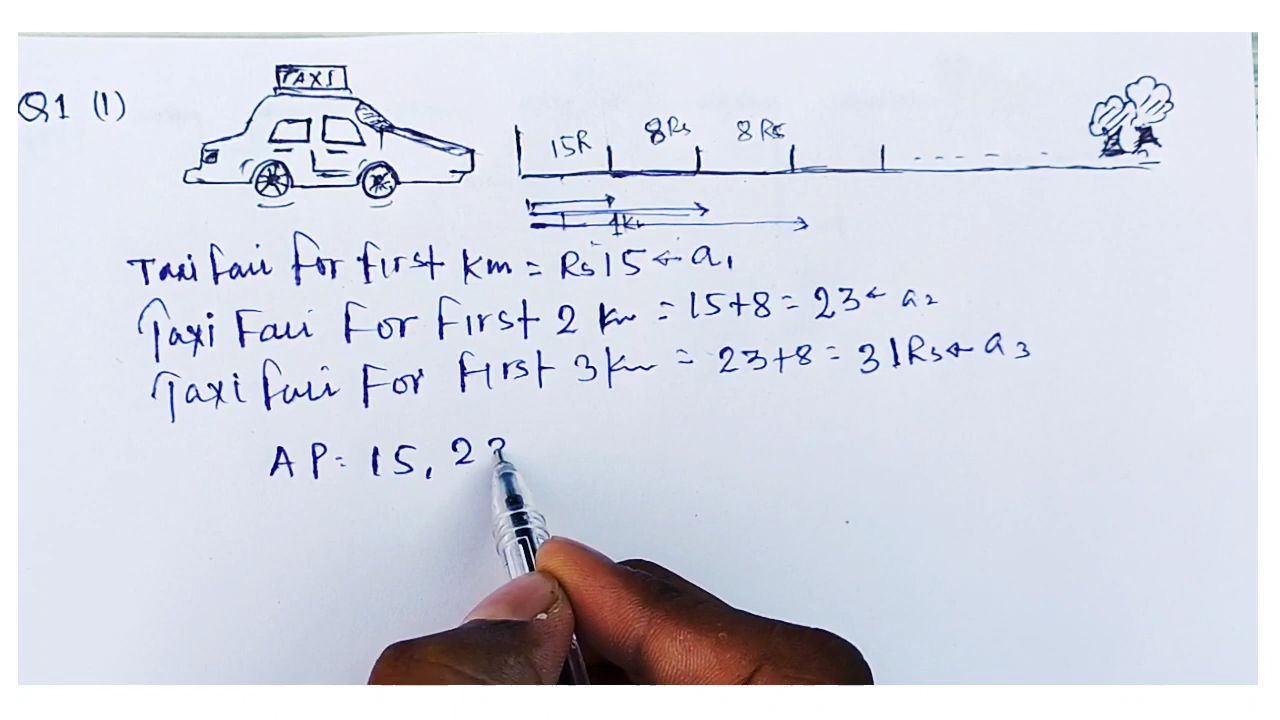 Q1 (1)
TAXI
15R 8Rs 8Rs
1Km
Taxi fair for first km = Rs 15 ← a1
Taxi Fair For First 2 Km = 15+8 = 23 ← a2
Taxi fair For first 3 Km = 23+8 = 31Rs ← a3
AP = 15, 23